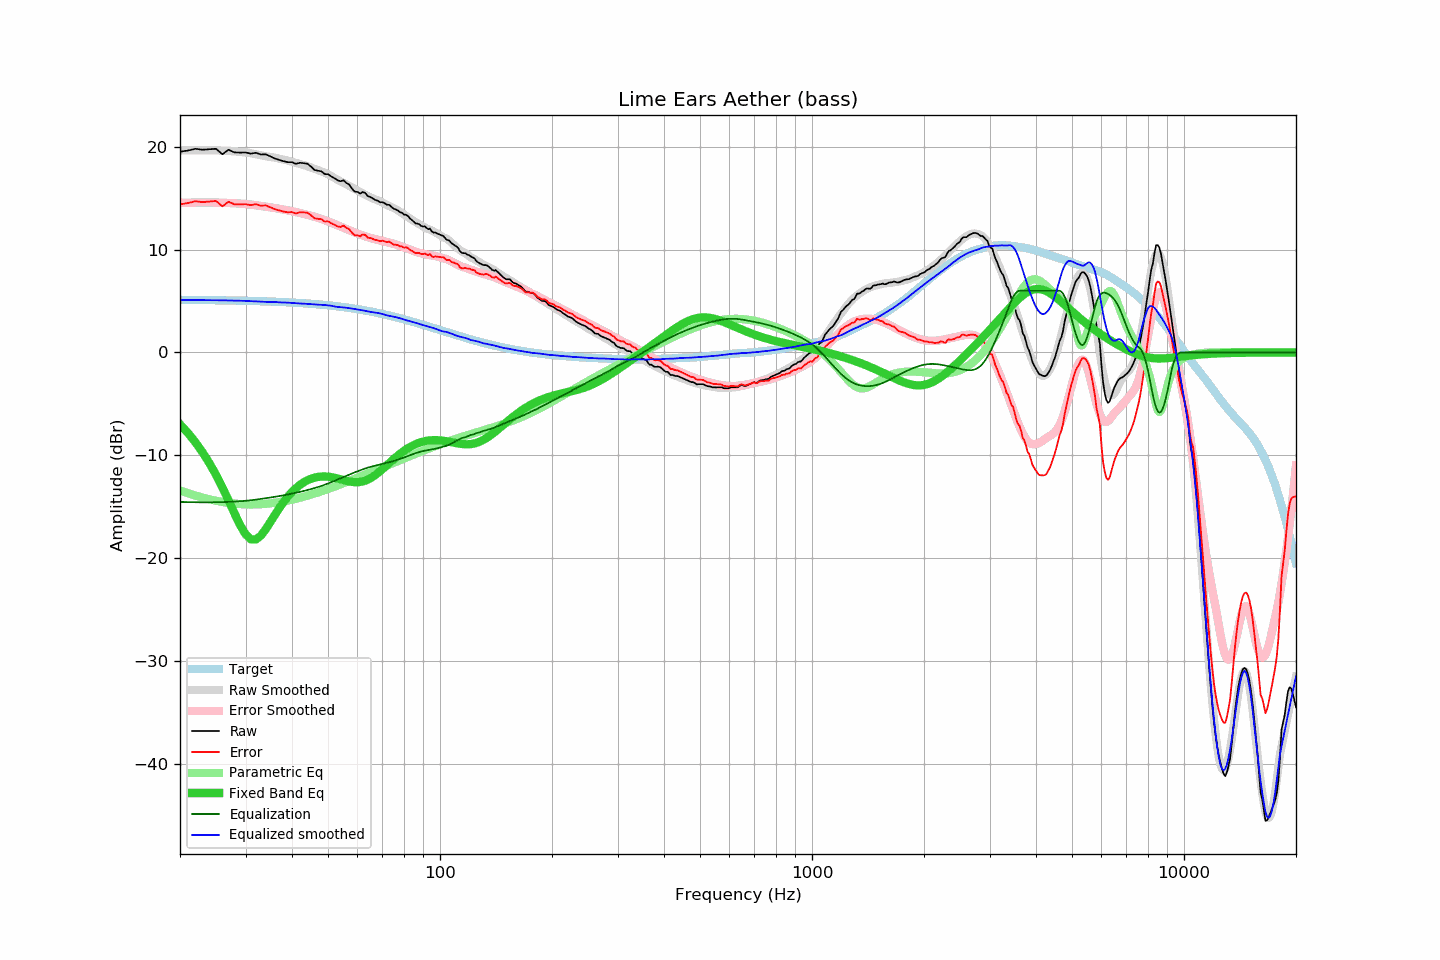 Lime Ears Aether (bass)
20
10
0
−10
−20
−30
−40
Amplitude (dBr)
Target
Raw Smoothed
Error Smoothed
Raw
Error
Parametric Eq
Fixed Band Eq
Equalization
Equalized smoothed
100
1000
10000
Frequency (Hz)